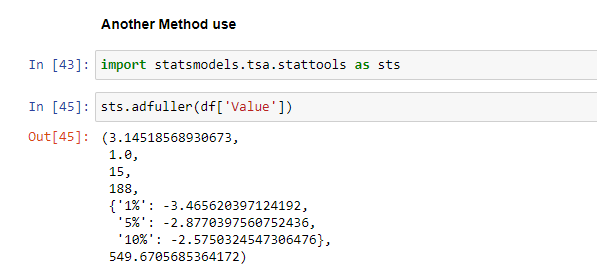 Another Method use
In [43]: import statsmodels.tsa.stattools as sts
In [45]: sts.adfuller(df['Value'])
Out[45]: (3.14518568930673,
1.0,
15,
188,
{'1%': -3.465620397124192,
'5%': -2.8770397560752436,
'10%': -2.5750324547306476},
549.6705685364172)